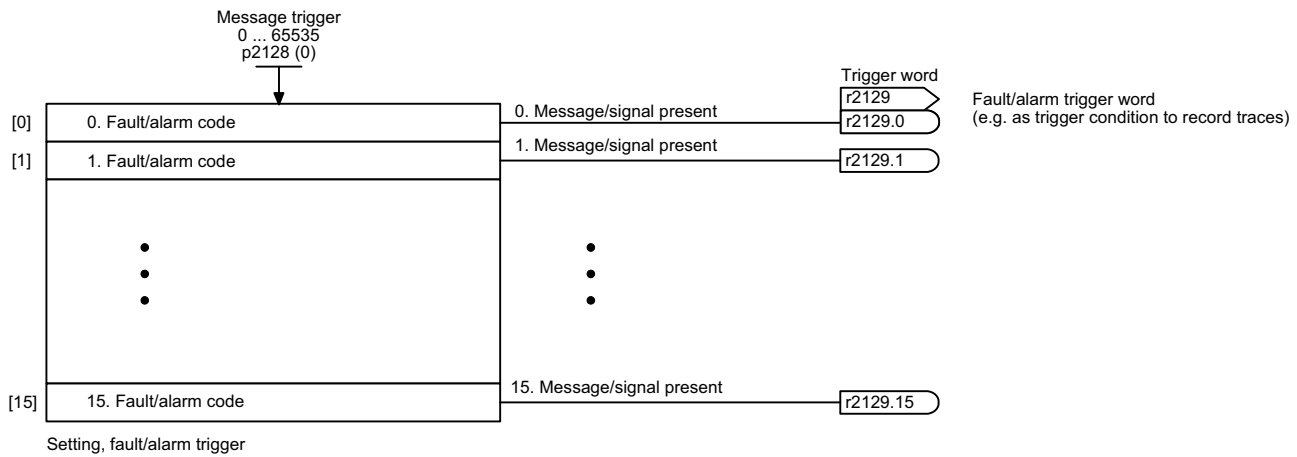 Message trigger
0 ... 65535
p2128 (0)
Trigger word
r2129
Fault/alarm trigger word
(e.g. as trigger condition to record traces)
[0]
0. Fault/alarm code
0. Message/signal present
r2129.0
[1]
1. Fault/alarm code
1. Message/signal present
r2129.1
[15]
15. Fault/alarm code
15. Message/signal present
r2129.15
Setting, fault/alarm trigger